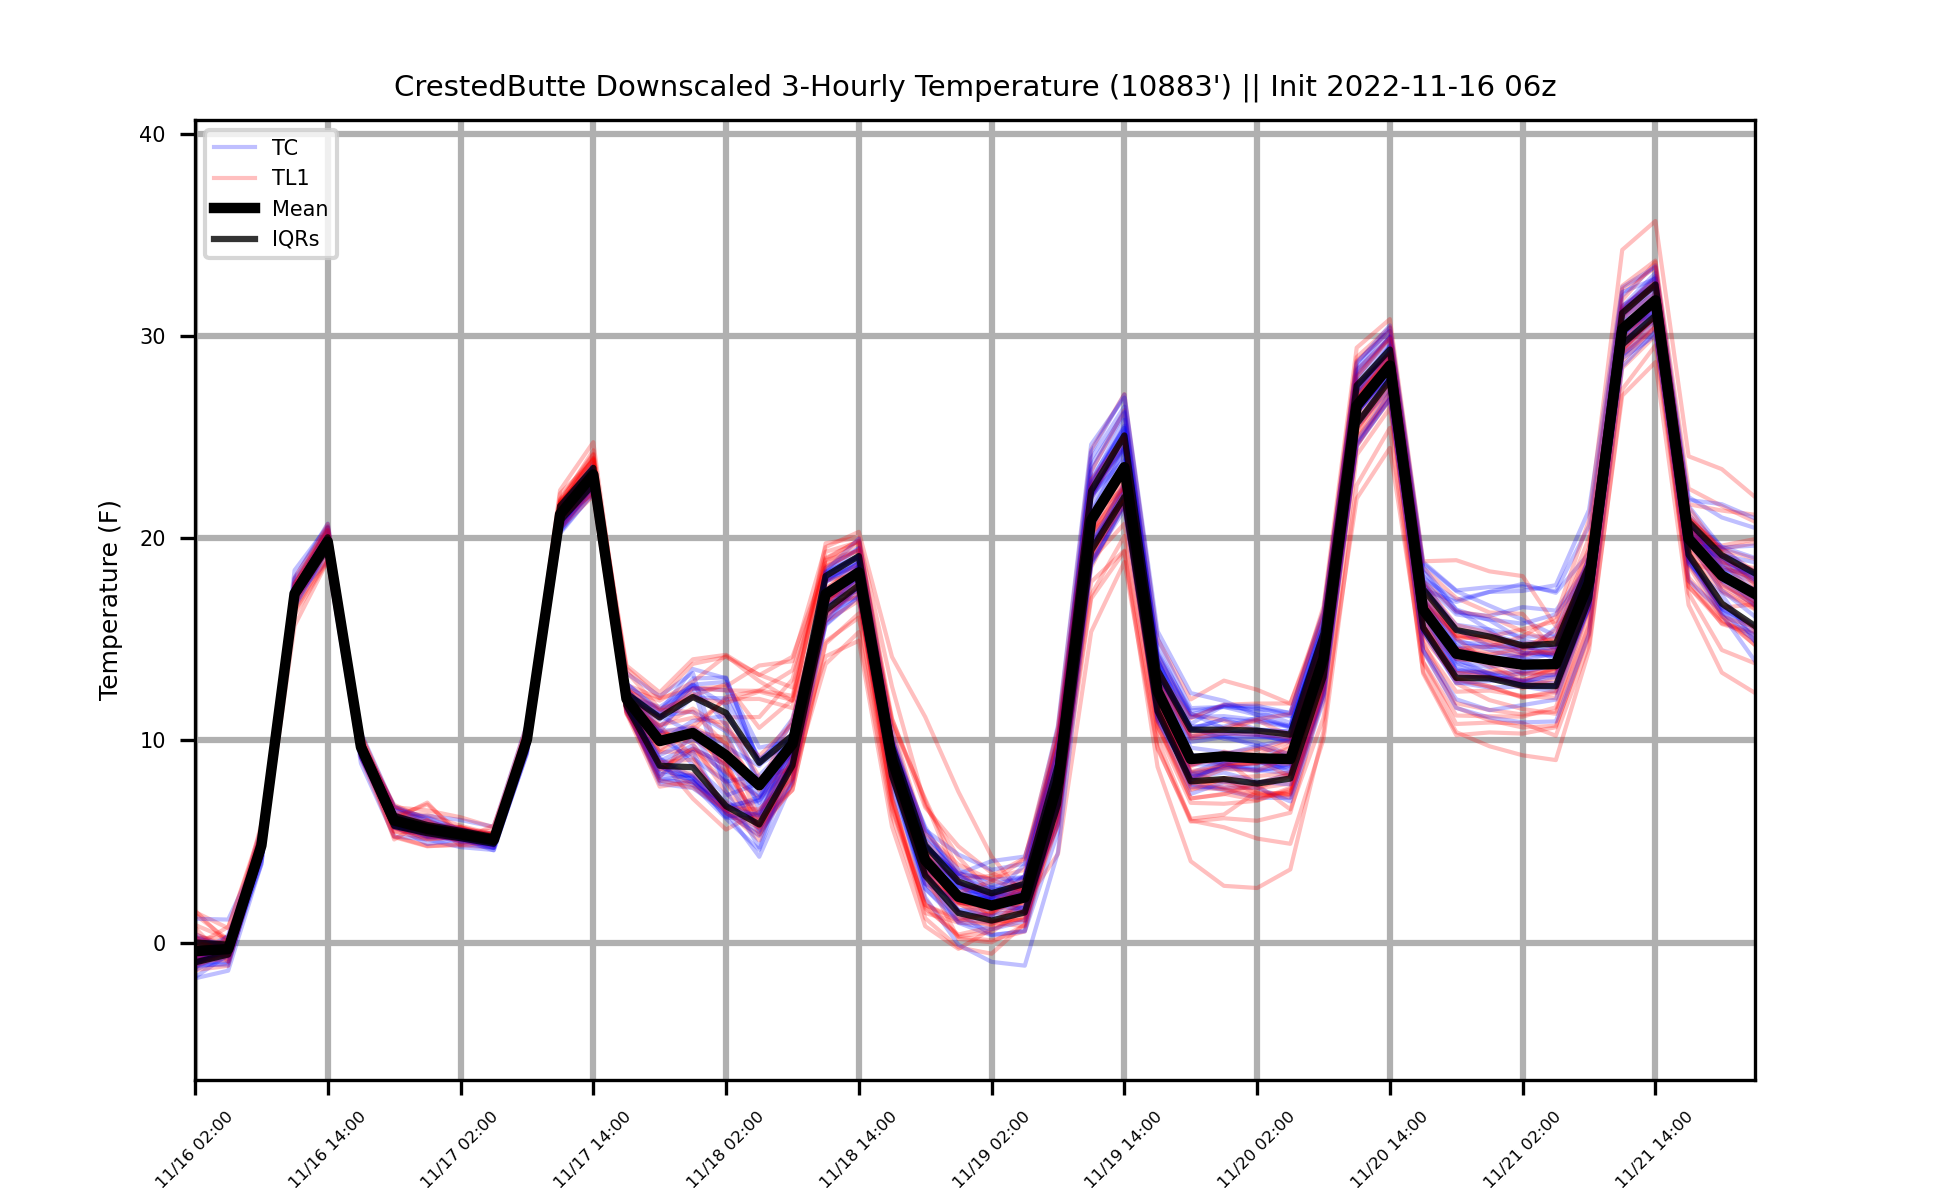 CrestedButte Downscaled 3-Hourly Temperature (10883') || Init 2022-11-16 06z
TC
TL1
Mean
IQRs
Temperature (F)
40
30
20
10
0
11/16 02:00
11/16 14:00
11/17 02:00
11/17 14:00
11/18 02:00
11/18 14:00
11/19 02:00
11/19 14:00
11/20 02:00
11/20 14:00
11/21 02:00
11/21 14:00